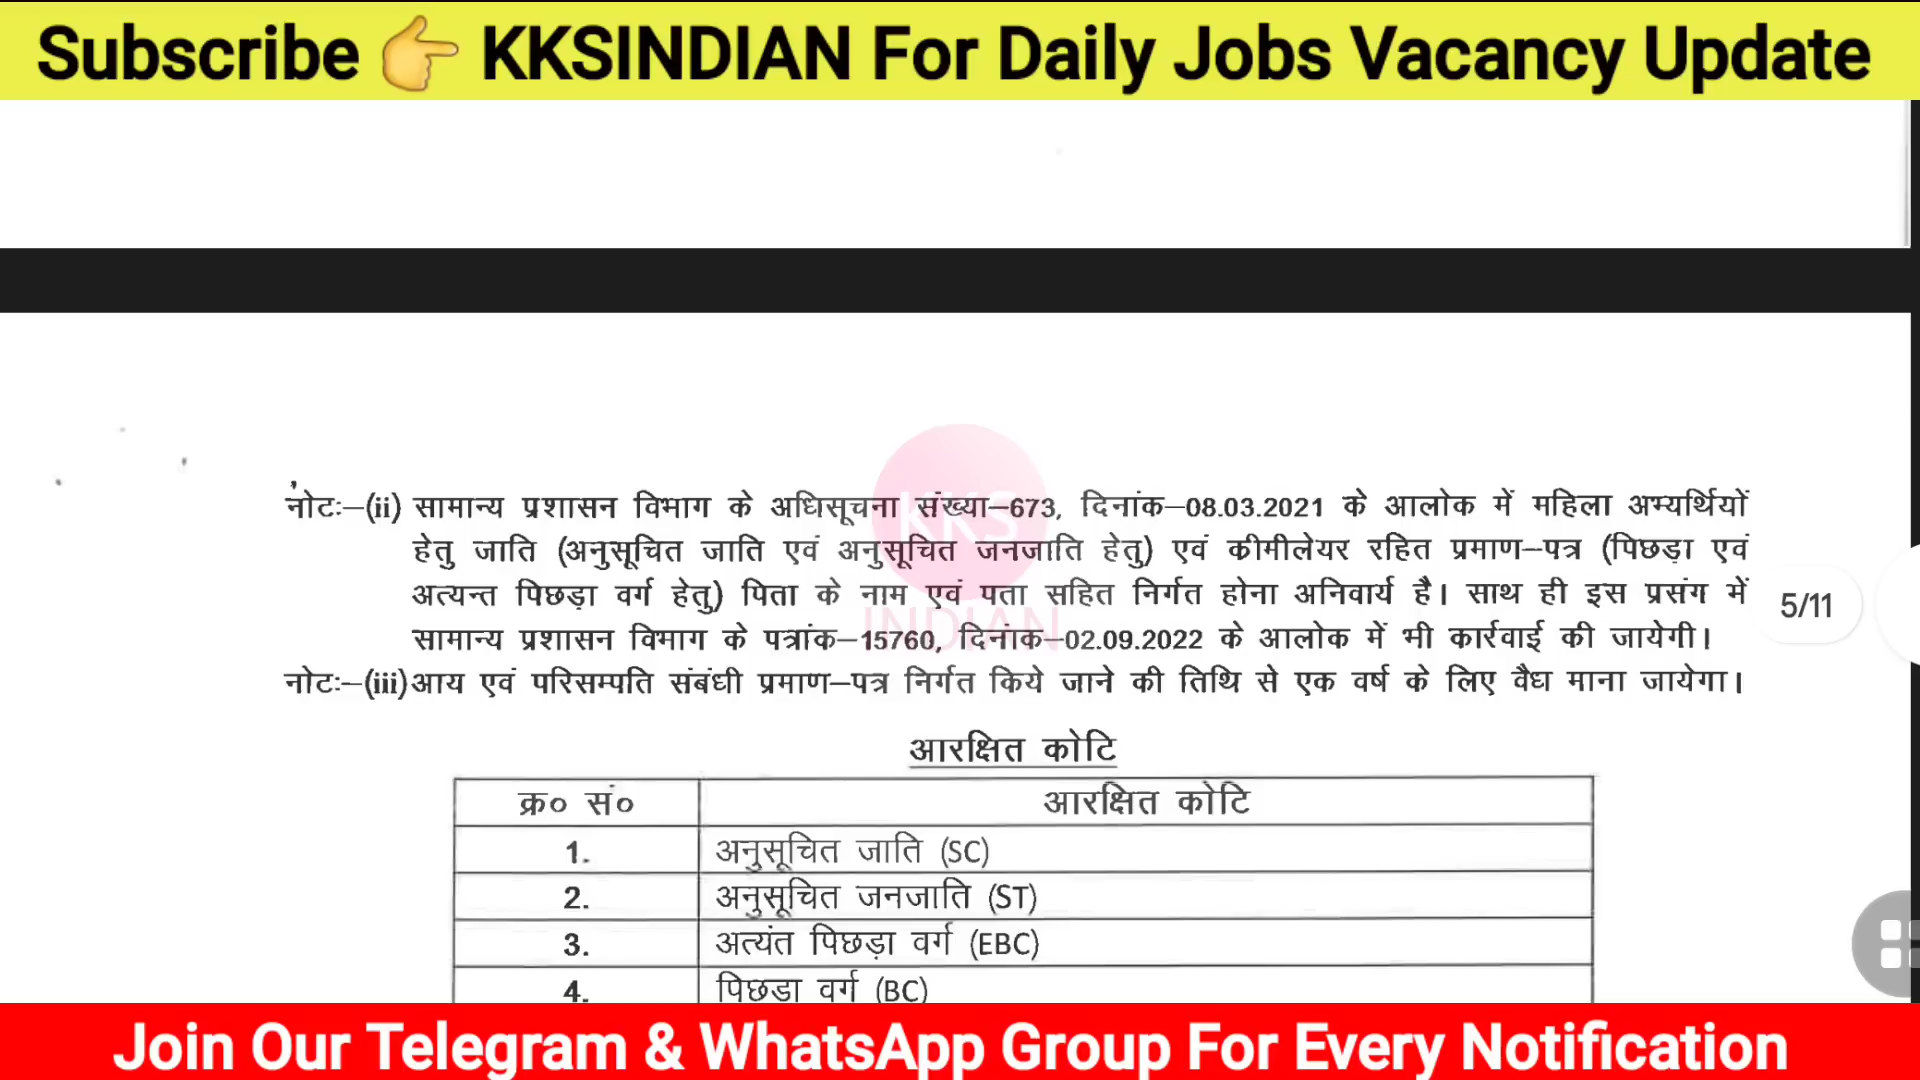 Subscribe 👉 KKSINDIAN For Daily Jobs Vacancy Update
नोटः–(ii) सामान्य प्रशासन विभाग के अधिसूचना संख्या–673, दिनांक–08.03.2021 के आलोक में महिला अभ्यर्थियों
हेतु जाति (अनुसूचित जाति एवं अनुसूचित जनजाति हेतु) एवं क्रीमीलेयर रहित प्रमाण–पत्र (पिछड़ा एवं
अत्यन्त पिछड़ा वर्ग हेतु) पिता के नाम एवं पता सहित निर्गत होना अनिवार्य है। साथ ही इस प्रसंग में
सामान्य प्रशासन विभाग के पत्रांक–15760, दिनांक–02.09.2022 के आलोक में भी कार्रवाई की जायेगी।
नोटः–(iii) आय एवं परिसम्पति संबंधी प्रमाण–पत्र निर्गत किये जाने की तिथि से एक वर्ष के लिए वैध माना जायेगा।
KKS
INDIAN
5/11
आरक्षित कोटि
क्र० सं० आरक्षित कोटि
1. अनुसूचित जाति (SC)
2. अनुसूचित जनजाति (ST)
3. अत्यंत पिछड़ा वर्ग (EBC)
4. पिछड़ा वर्ग (BC)
Join Our Telegram & WhatsApp Group For Every Notification